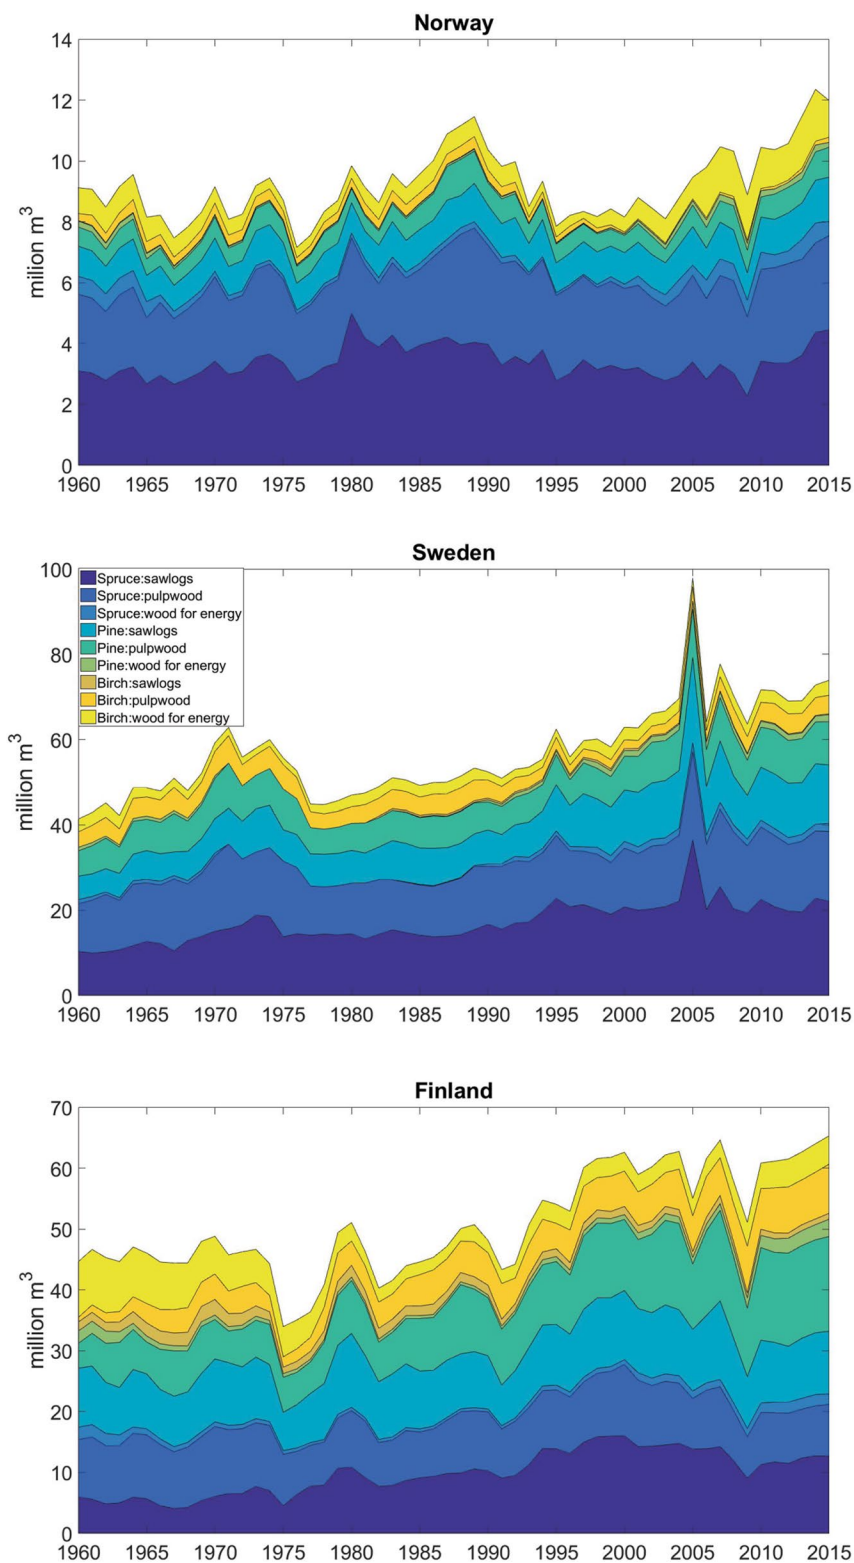 Norway
14
12
10
8
6
4
2
0
milion m³
1960 1965 1970 1975 1980 1985 1990 1995 2000 2005 2010 2015
Sweden
100
80
60
40
20
0
million m³
Spruce:sawlogs
Spruce:pulpwood
Spruce:wood for energy
Pine:sawlogs
Pine:pulpwood
Pine:wood for energy
Birch:sawlogs
Birch:pulpwood
Birch:wood for energy
1960 1965 1970 1975 1980 1985 1990 1995 2000 2005 2010 2015
Finland
70
60
50
40
30
20
10
0
million m³
1960 1965 1970 1975 1980 1985 1990 1995 2000 2005 2010 2015